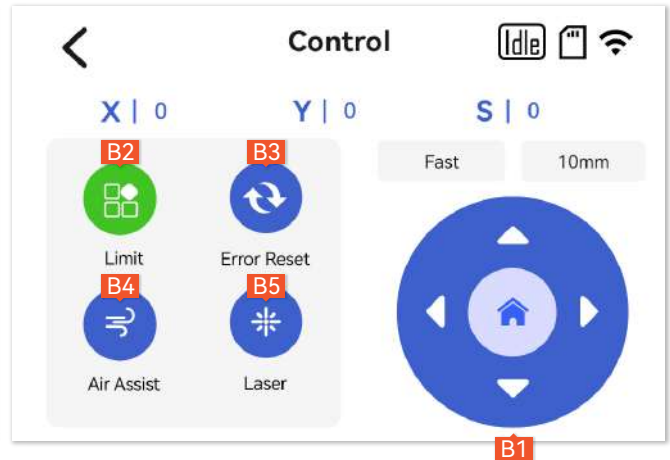 Control
Idle
X | 0
Y | 0
S | 0
B2
B3
Fast
10mm
Limit
Error Reset
B4
B5
Air Assist
Laser
B1